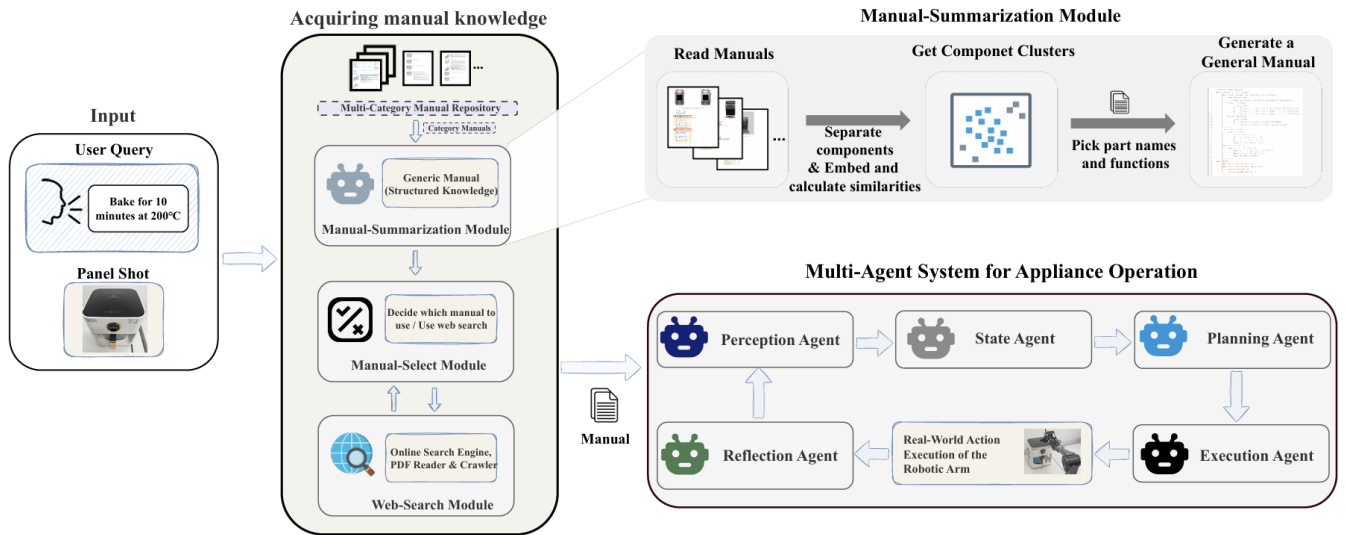 Input
User Query
Bake for 10
minutes at 200℃
Panel Shot
Acquiring manual knowledge
...
Multi-Category Manual Repository
Category Manuals
Generic Manual
(Structured Knowledge)
Manual-Summarization Module
Decide which manual to
use / Use web search
Manual-Select Module
Online Search Engine,
PDF Reader & Crawler
Web-Search Module
Manual
Manual-Summarization Module
Read Manuals
...
Separate
components
& Embed and
calculate similarities
Get Componet Clusters
Pick part names
and functions
Generate a
General Manual
Multi-Agent System for Appliance Operation
Perception Agent
State Agent
Planning Agent
Reflection Agent
Real-World Action
Execution of the
Robotic Arm
Execution Agent